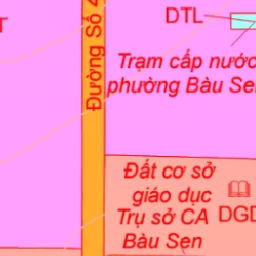 DTL
Đường Số 4
Trạm cấp nước
phường Bàu Sen
Đất cơ sở
giáo dục
DGD
Trụ sở CA
Bàu Sen